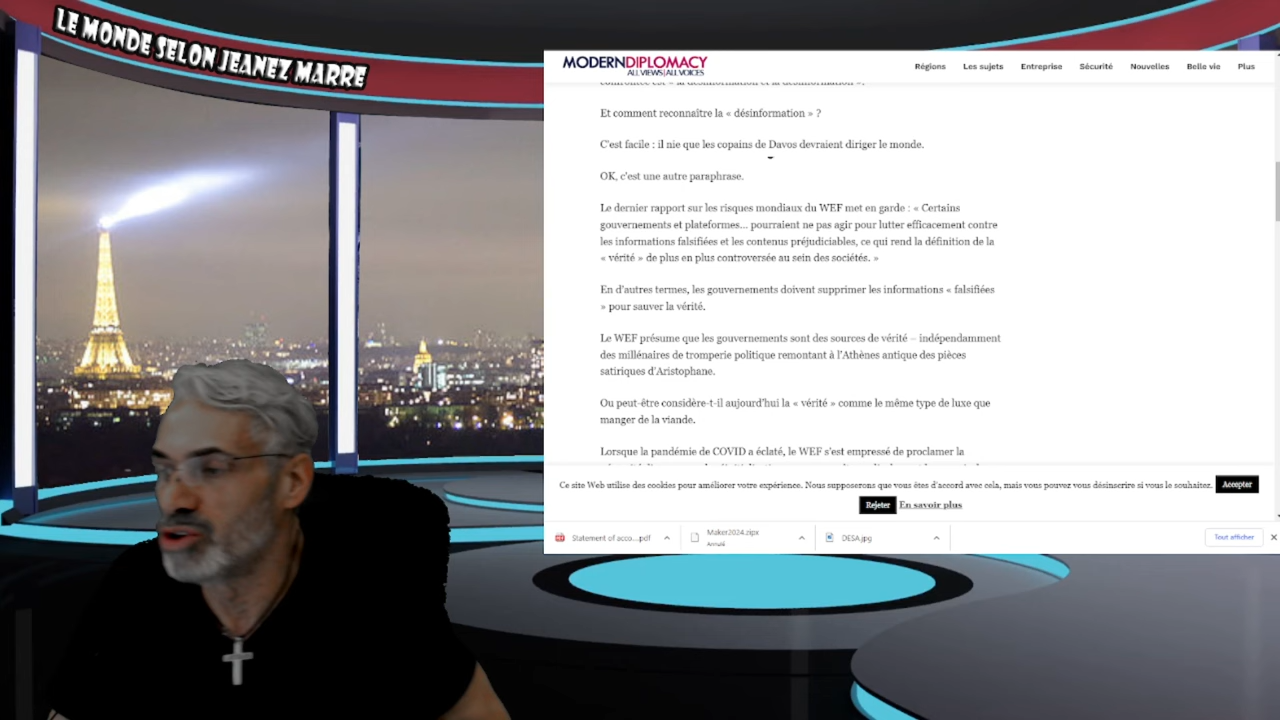 LE MONDE SELON JEANEZ MARRE
MODERNDIPLOMACY
ALL VIEWS|ALL VOICES
Régions Les sujets Entreprise Sécurité Nouvelles Belle vie Plus
Et comment reconnaître la « désinformation » ?
C'est facile : il nie que les copains de Davos devraient diriger le monde.
OK, c'est une autre paraphrase.
Le dernier rapport sur les risques mondiaux du WEF met en garde : « Certains
gouvernements et plateformes... pourraient ne pas agir pour lutter efficacement contre
les informations falsifiées et les contenus préjudiciables, ce qui rend la définition de la
« vérité » de plus en plus controversée au sein des sociétés. »
En d'autres termes, les gouvernements doivent supprimer les informations « falsifiées
» pour sauver la vérité.
Le WEF présume que les gouvernements sont des sources de vérité – indépendamment
des millénaires de tromperie politique remontant à l'Athènes antique des pièces
satiriques d'Aristophane.
Ou peut-être considère-t-il aujourd'hui la « vérité » comme le même type de luxe que
manger de la viande.
Lorsque la pandémie de COVID a éclaté, le WEF s'est empressé de proclamer la
Ce site Web utilise des cookies pour améliorer votre expérience. Nous supposerons que vous êtes d'accord avec cela, mais vous pouvez vous désinscrire si vous le souhaitez. Accepter
Rejeter En savoir plus
Statement of acco....pdf Maker2024.zipx DESA.jpg Tout afficher
Annulé